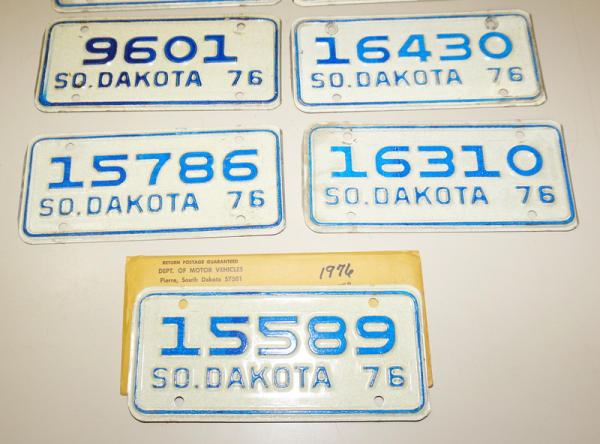 9601
SO. DAKOTA 76
16430
SO. DAKOTA 76
15786
SO. DAKOTA 76
16310
SO. DAKOTA 76
RETURN POSTAGE GUARANTEED
DEPT. OF MOTOR VEHICLES
Pierre, South Dakota 57501
1976
15589
SO. DAKOTA 76